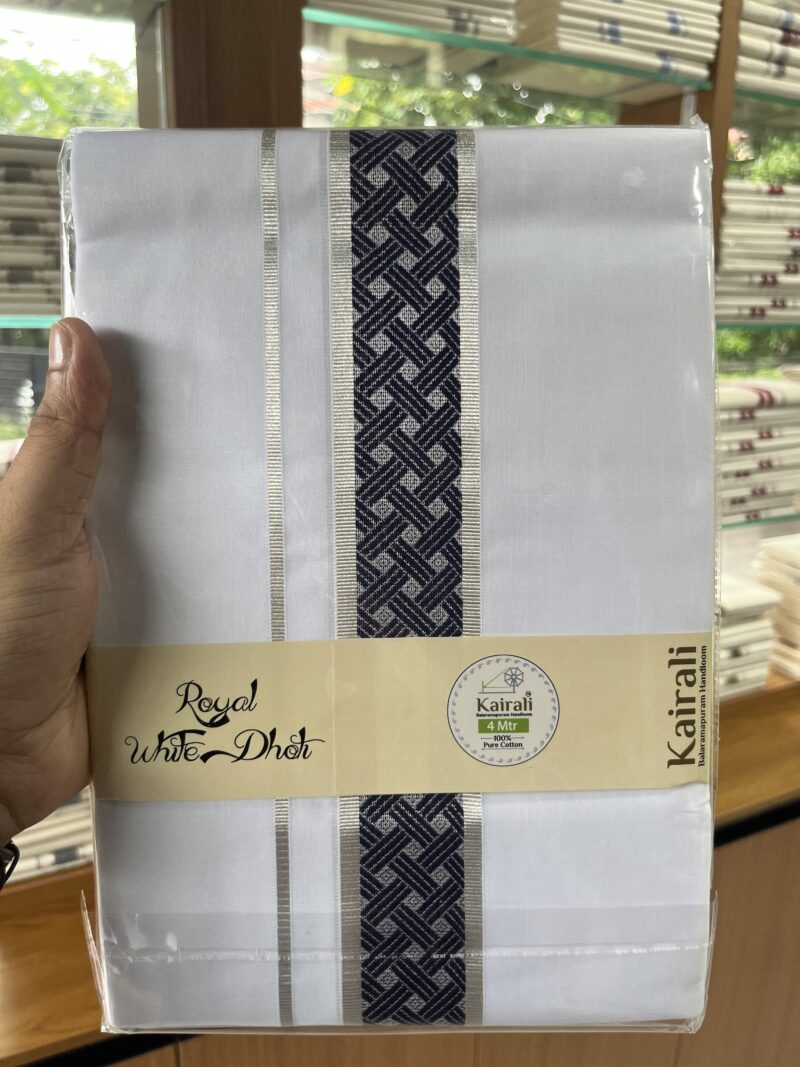 Royal
White Dhoti
Kairali
Balaramapuram Handloom
4 Mtr
100%
Pure Cotton
Kairali
Balaramapuram Handloom